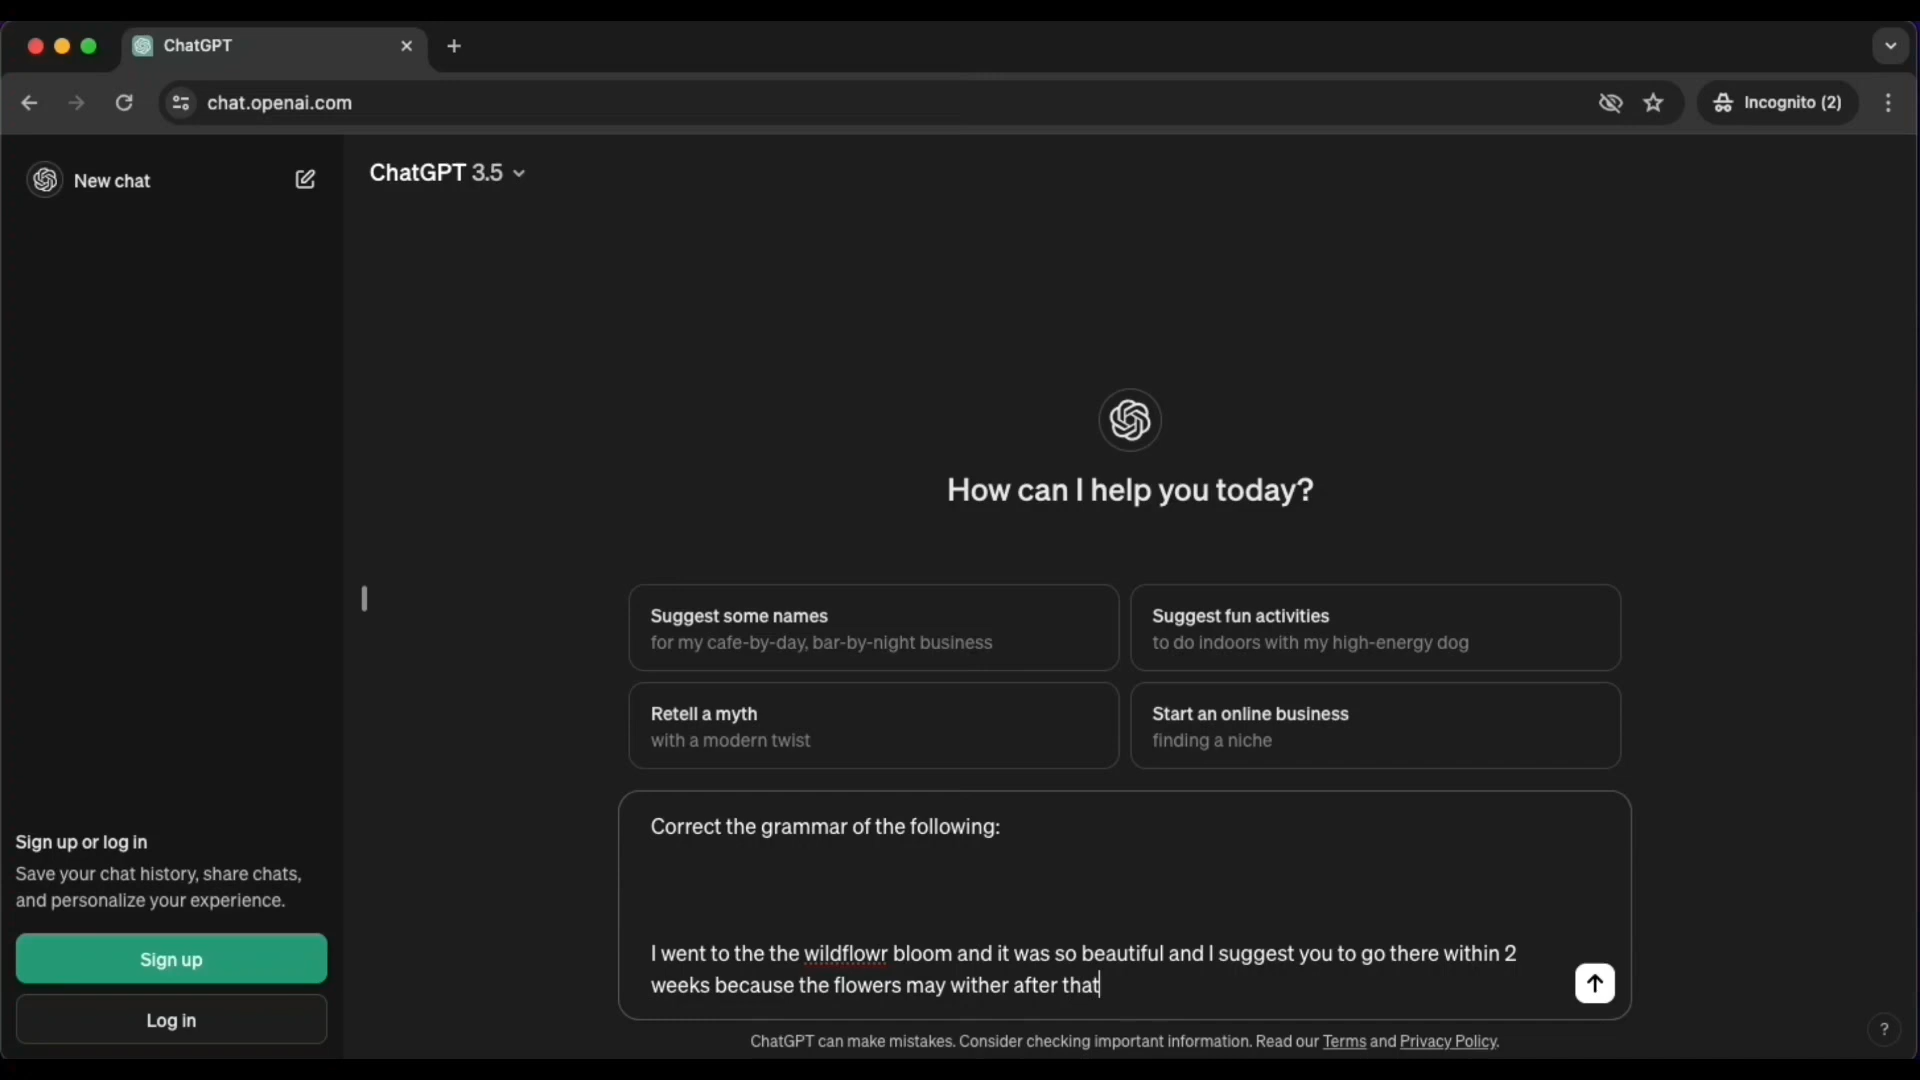 ChatGPT
chat.openai.com
Incognito (2)
New chat
ChatGPT 3.5
How can I help you today?
Suggest some names
for my cafe-by-day, bar-by-night business
Suggest fun activities
to do indoors with my high-energy dog
Retell a myth
with a modern twist
Start an online business
finding a niche
Correct the grammar of the following:
I went to the the wildflowr bloom and it was so beautiful and I suggest you to go there within 2
weeks because the flowers may wither after that
Sign up or log in
Save your chat history, share chats,
and personalize your experience.
Sign up
Log in
ChatGPT can make mistakes. Consider checking important information. Read our Terms and Privacy Policy.
?